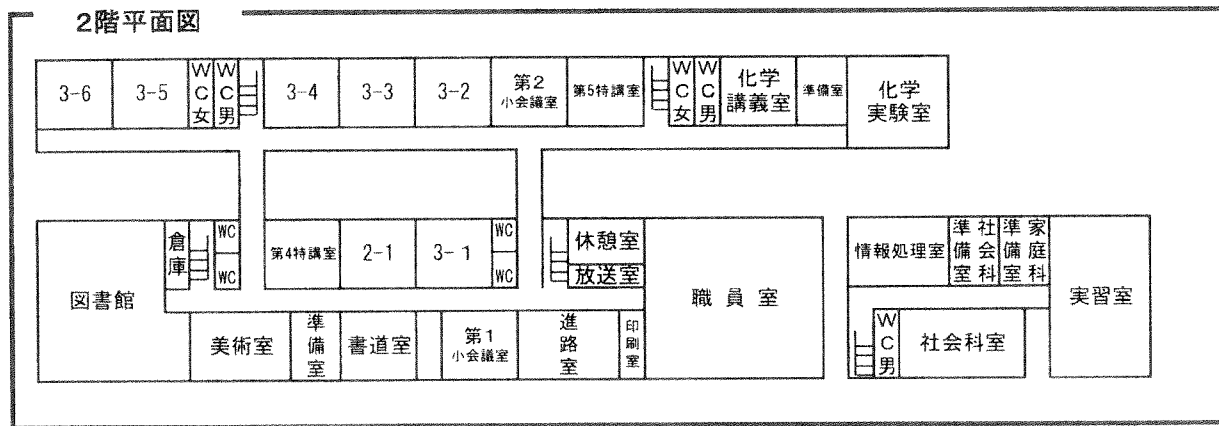 2階平面図
3-6
3-5
WC女
WC男
3-4
3-3
3-2
第2
小会議室
第5特講室
WC女
WC男
化学
講義室
準備室
化学
実験室
図書館
倉庫
WC
WC
第4特講室
2-1
3-1
WC
WC
休憩室
放送室
職員室
情報処理室
社会科
準備室
家庭科
準備室
実習室
美術室
準備室
書道室
第1
小会議室
進路室
印刷室
WC男
社会科室